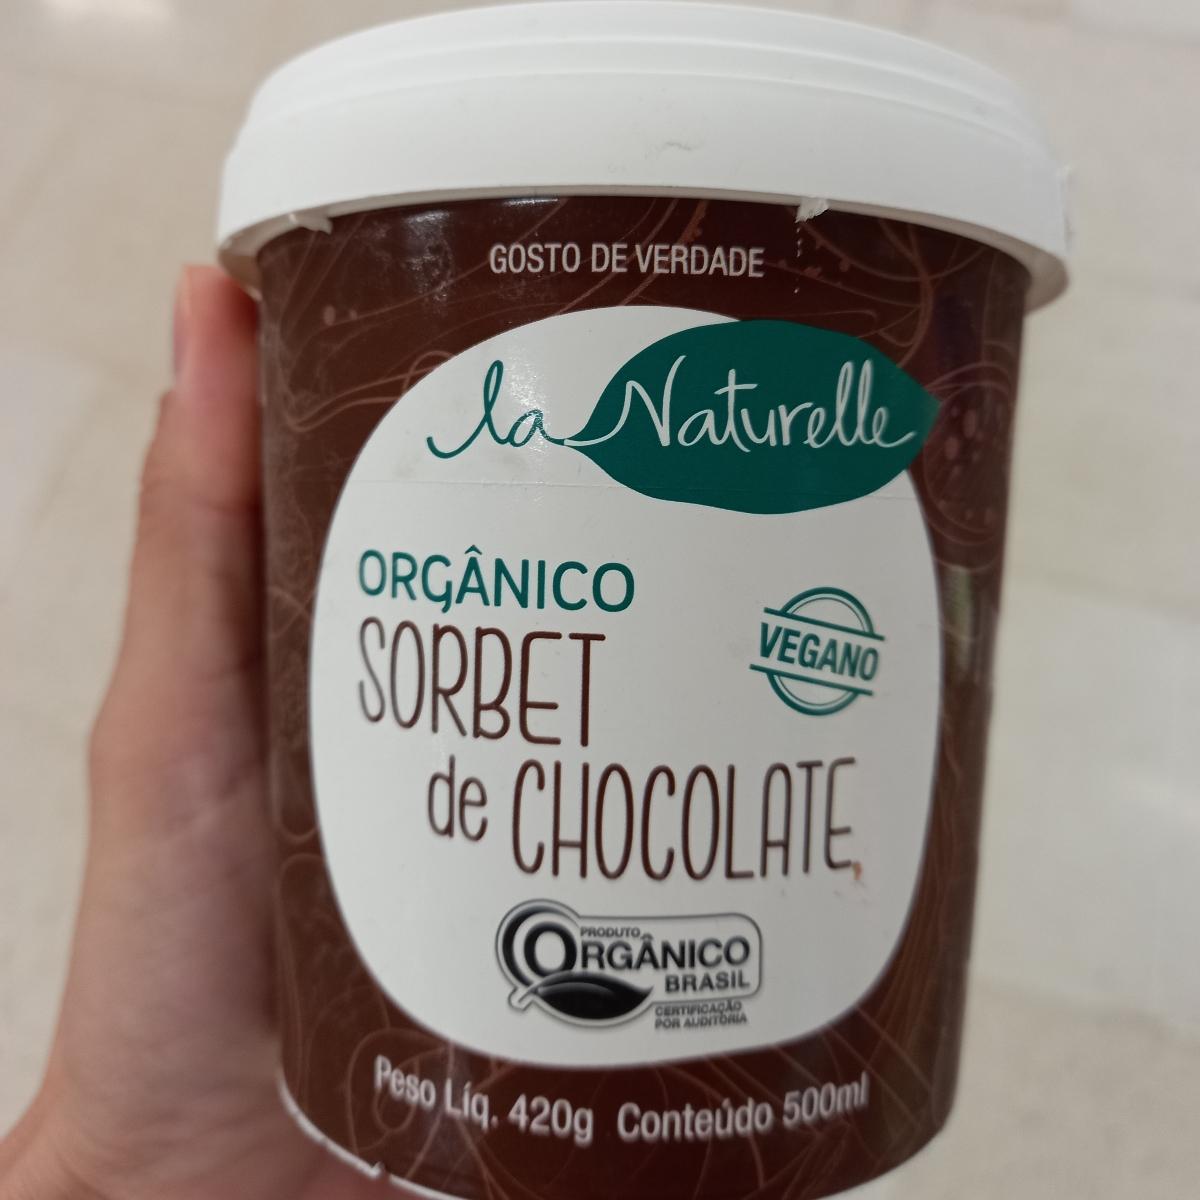 GOSTO DE VERDADE
la Naturelle
ORGÂNICO
SORBET
de CHOCOLATE
VEGANO
PRODUTO
ORGÂNICO
BRASIL
CERTIFICAÇÃO
POR AUDITORIA
Peso Líq. 420g Conteúdo 500ml